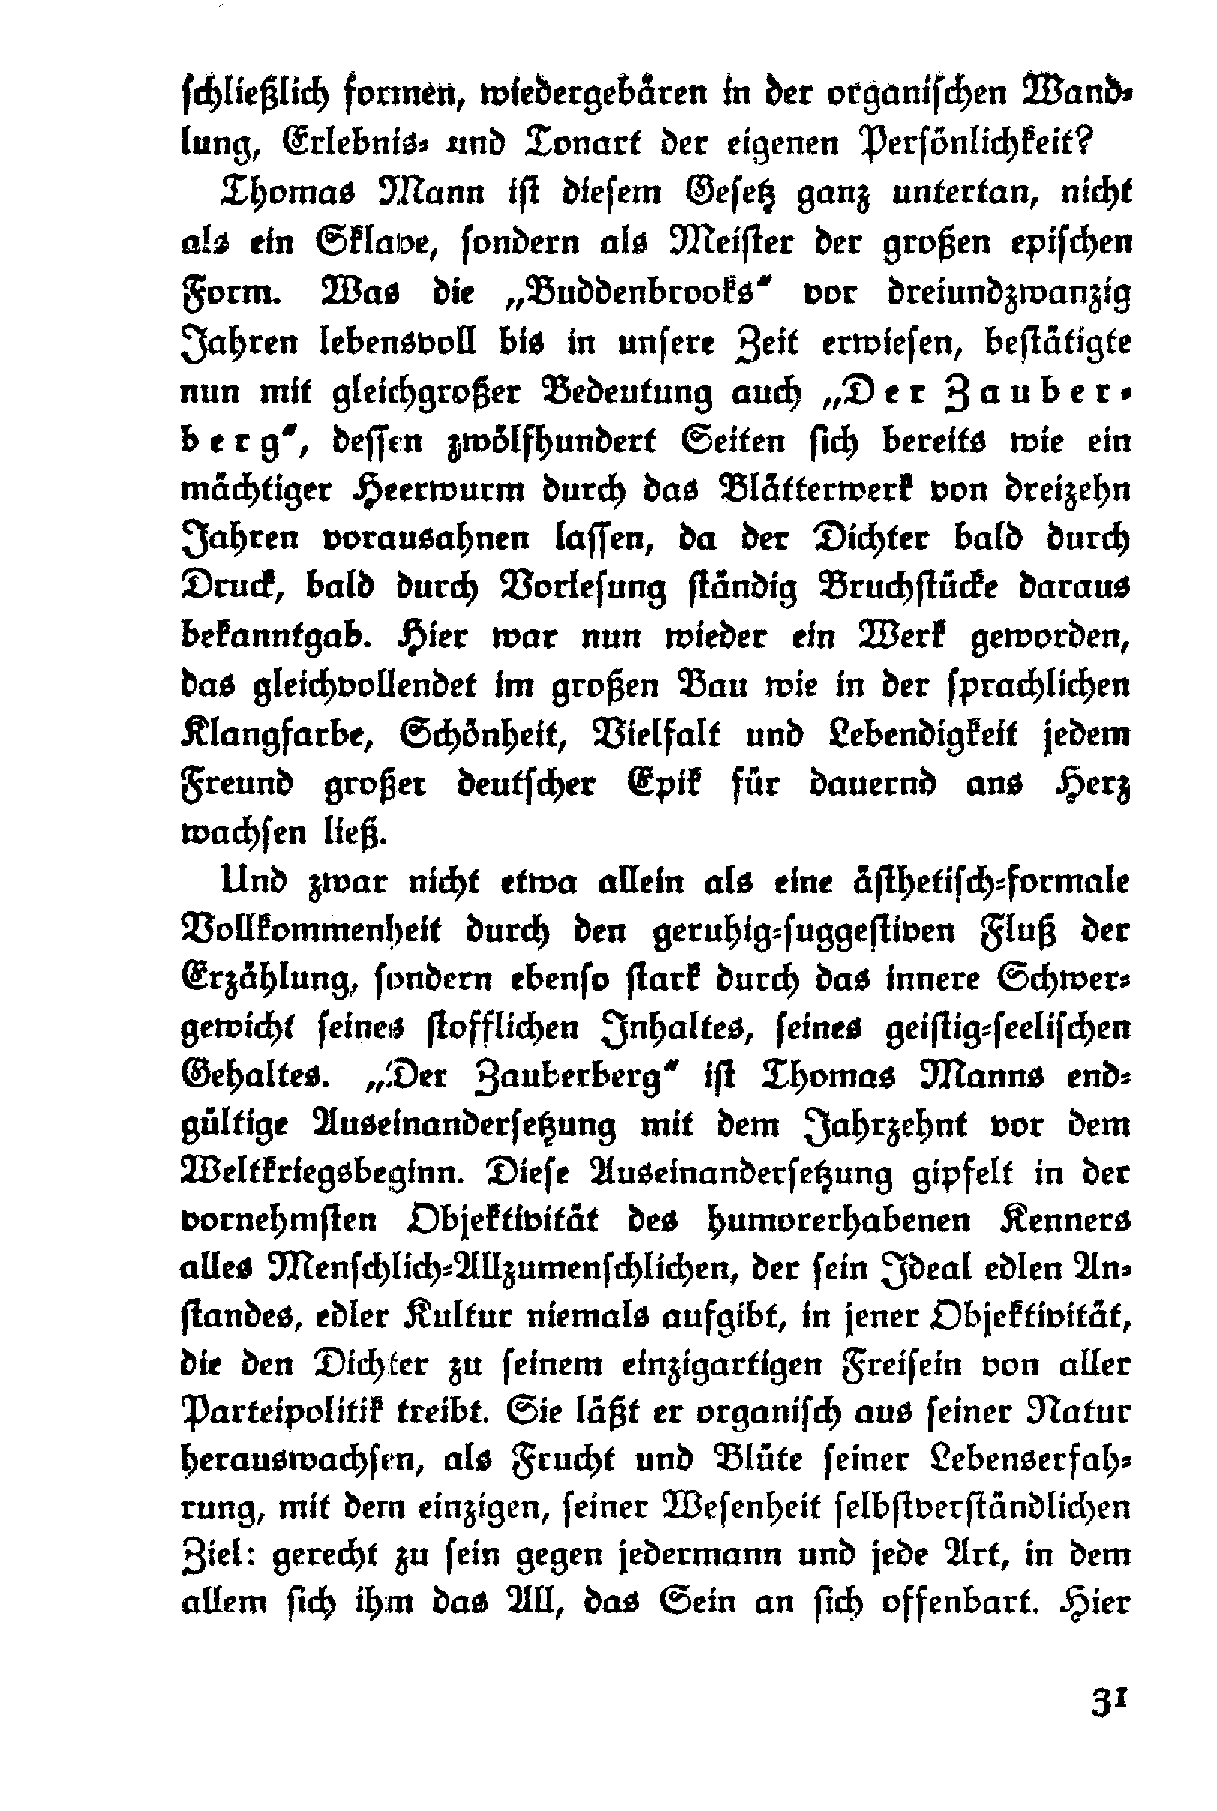 schließlich formen, wiedergebären in der organischen Wand-
lung, Erlebnis- und Tonart der eigenen Persönlichkeit?
Thomas Mann ist diesem Gesetz ganz untertan, nicht
als ein Sklave, sondern als Meister der großen epischen
Form. Was die „Buddenbrooks“ vor dreiundzwanzig
Jahren lebensvoll bis in unsere Zeit erwiesen, bestätigte
nun mit gleichgroßer Bedeutung auch „Der Zauber-
berg“, dessen zwölfhundert Seiten sich bereits wie ein
mächtiger Heerwurm durch das Blätterwerk von dreizehn
Jahren vorausahnen lassen, da der Dichter bald durch
Druck, bald durch Vorlesung ständig Bruchstücke daraus
bekanntgab. Hier war nun wieder ein Werk geworden,
das gleichvollendet im großen Bau wie in der sprachlichen
Klangfarbe, Schönheit, Vielfalt und Lebendigkeit jedem
Freund großer deutscher Epik für dauernd ans Herz
wachsen ließ.
Und zwar nicht etwa allein als eine ästhetisch-formale
Vollkommenheit durch den geruhig-suggestiven Fluß der
Erzählung, sondern ebenso stark durch das innere Schwer-
gewicht seines stofflichen Inhaltes, seines geistig-seelischen
Gehaltes. „Der Zauberberg“ ist Thomas Manns end-
gültige Auseinandersetzung mit dem Jahrzehnt vor dem
Weltkriegsbeginn. Diese Auseinandersetzung gipfelt in der
vornehmsten Objektivität des humorerhabenen Kenners
alles Menschlich-Allzumenschlichen, der sein Ideal edlen An-
standes, edler Kultur niemals aufgibt, in jener Objektivität,
die den Dichter zu seinem einzigartigen Freisein von aller
Parteipolitik treibt. Sie läßt er organisch aus seiner Natur
herauswachsen, als Frucht und Blüte seiner Lebenserfah-
rung, mit dem einzigen, seiner Wesenheit selbstverständlichen
Ziel: gerecht zu sein gegen jedermann und jede Art, in dem
allem sich ihm das All, das Sein an sich offenbart. Hier
31